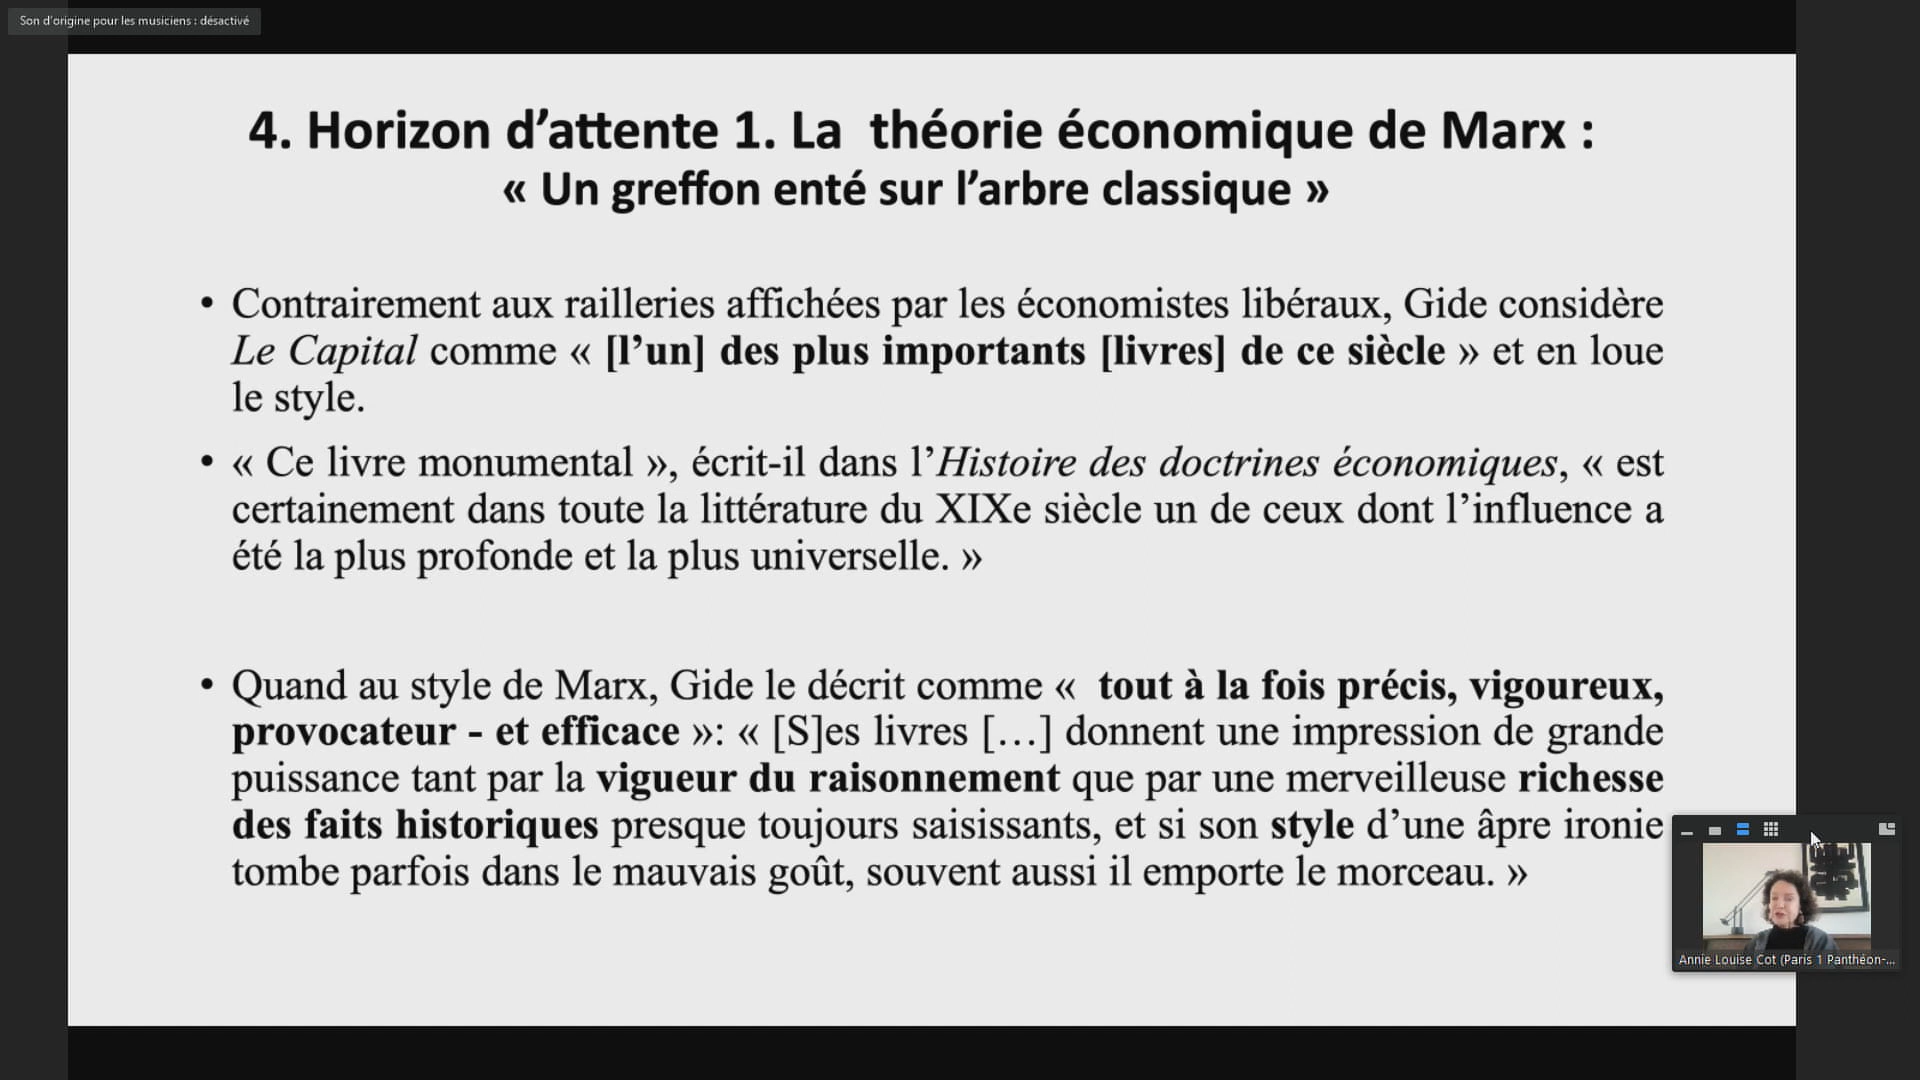 Son d'origine pour les musiciens : désactivé
4. Horizon d’attente 1. La  théorie économique de Marx :
« Un greffon enté sur l’arbre classique »
• Contrairement aux railleries affichées par les économistes libéraux, Gide considère
Le Capital comme « [l’un] des plus importants [livres] de ce siècle » et en loue
le style.
• « Ce livre monumental », écrit-il dans l’Histoire des doctrines économiques, « est
certainement dans toute la littérature du XIXe siècle un de ceux dont l’influence a
été la plus profonde et la plus universelle. »
• Quand au style de Marx, Gide le décrit comme «  tout à la fois précis, vigoureux,
provocateur - et efficace »: « [S]es livres […] donnent une impression de grande
puissance tant par la vigueur du raisonnement que par une merveilleuse richesse
des faits historiques presque toujours saisissants, et si son style d’une âpre ironie
tombe parfois dans le mauvais goût, souvent aussi il emporte le morceau. »
Annie Louise Cot (Paris 1 Panthéon-...